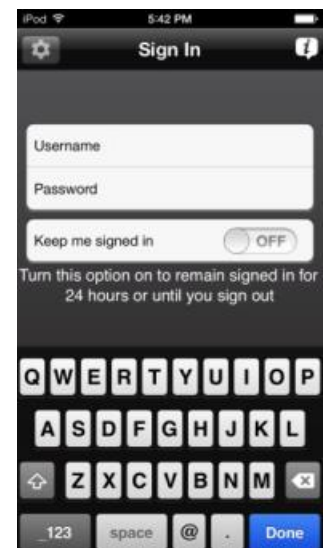 iPod 5:42 PM
Sign In
Username
Password
Keep me signed in OFF
Turn this option on to remain signed in for
24 hours or until you sign out
Q W E R T Y U I O P
A S D F G H J K L
Z X C V B N M
_123 space @ . Done